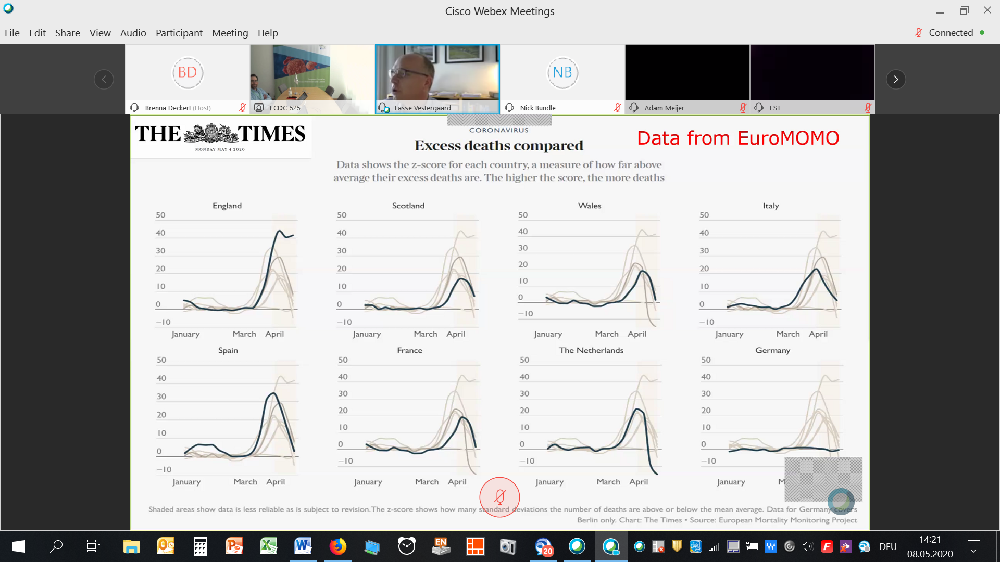 Cisco Webex Meetings
File Edit Share View Audio Participant Meeting Help
Connected
BD
NB
Brenna Deckert (Host)
ECDC-525
Lasse Vestergaard
Nick Bundle
Adam Meijer
EST
THE TIMES
MONDAY MAY 4 2020
CORONAVIRUS
Excess deaths compared
Data from EuroMOMO
Data shows the z-score for each country, a measure of how far above
average their excess deaths are. The higher the score, the more deaths
England
50
40
30
20
10
0
−10
January March April
Scotland
50
40
30
20
10
0
−10
January March April
Wales
50
40
30
20
10
0
−10
January March April
Italy
50
40
30
20
10
0
−10
January March April
Spain
50
40
30
20
10
0
−10
January March April
France
50
40
30
20
10
0
−10
January March April
The Netherlands
50
40
30
20
10
0
−10
January March April
Germany
50
40
30
20
10
0
−10
January M
Shaded areas show data is less reliable as is subject to revision.The z-score shows how many standard deviations the number of deaths are above or below the mean average. Data for Germany covers
Berlin only. Chart: The Times • Source: European Mortality Monitoring Project
EN
20
DEU
14:21
08.05.2020